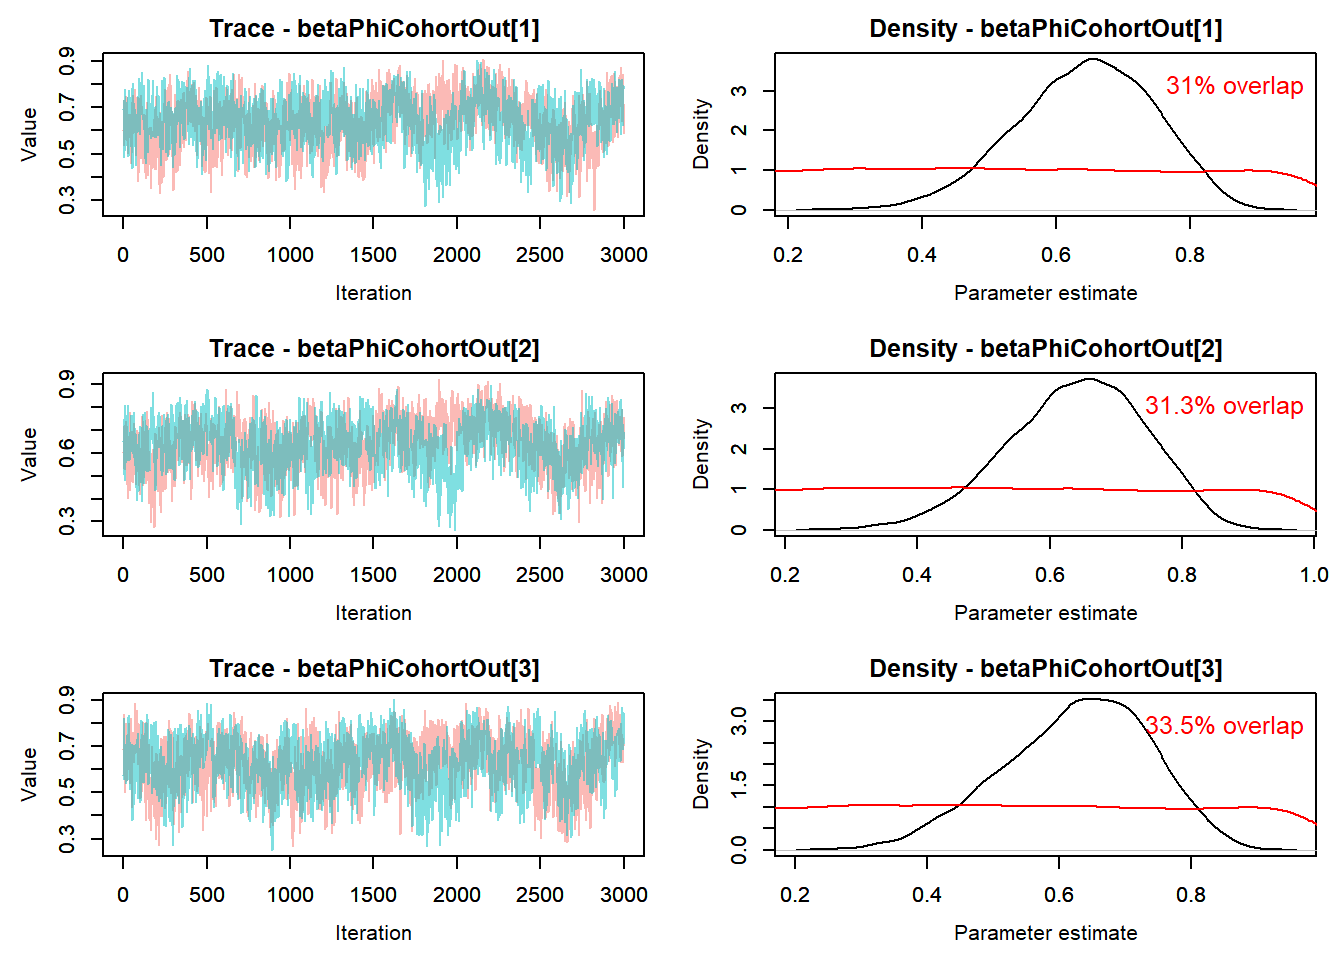 Trace - betaPhiCohortOut[1]
Value
0.3 0.5 0.7 0.9
0 500 1000 1500 2000 2500 3000
Iteration
Density - betaPhiCohortOut[1]
31% overlap
Density
0 1 2 3
0.2 0.4 0.6 0.8
Parameter estimate
Trace - betaPhiCohortOut[2]
Value
0.3 0.6 0.9
0 500 1000 1500 2000 2500 3000
Iteration
Density - betaPhiCohortOut[2]
31.3% overlap
Density
0 1 2 3
0.2 0.4 0.6 0.8 1.0
Parameter estimate
Trace - betaPhiCohortOut[3]
Value
0.3 0.5 0.7 0.9
0 500 1000 1500 2000 2500 3000
Iteration
Density - betaPhiCohortOut[3]
33.5% overlap
Density
0.0 1.5 3.0
0.2 0.4 0.6 0.8
Parameter estimate